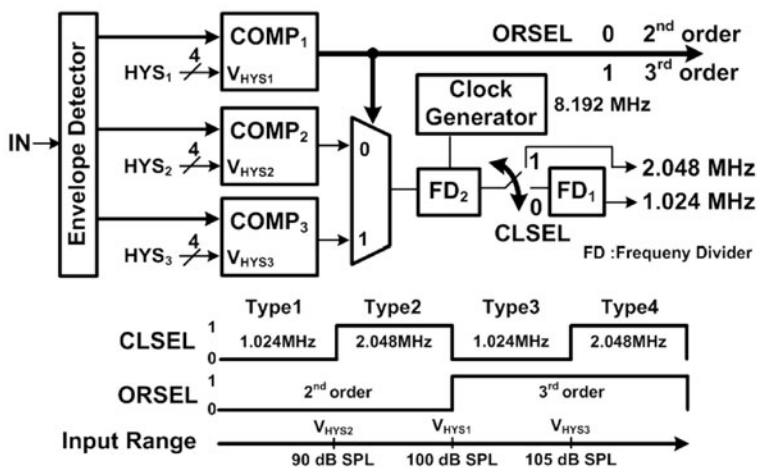 ORSEL 0 2nd order
1 3rd order
Envelope Detector
IN
COMP1
HYS1 4 VHYS1
COMP2
HYS2 4 VHYS2
COMP3
HYS3 4 VHYS3
0
1
Clock Generator
8.192 MHz
FD2
1
0
CLSEL
FD1
2.048 MHz
1.024 MHz
FD :Frequeny Divider
Type1 Type2 Type3 Type4
CLSEL 1 0 1.024MHz 2.048MHz 1.024MHz 2.048MHz
ORSEL 1 0 2nd order 3rd order
VHYS2 VHYS1 VHYS3
Input Range
90 dB SPL 100 dB SPL 105 dB SPL